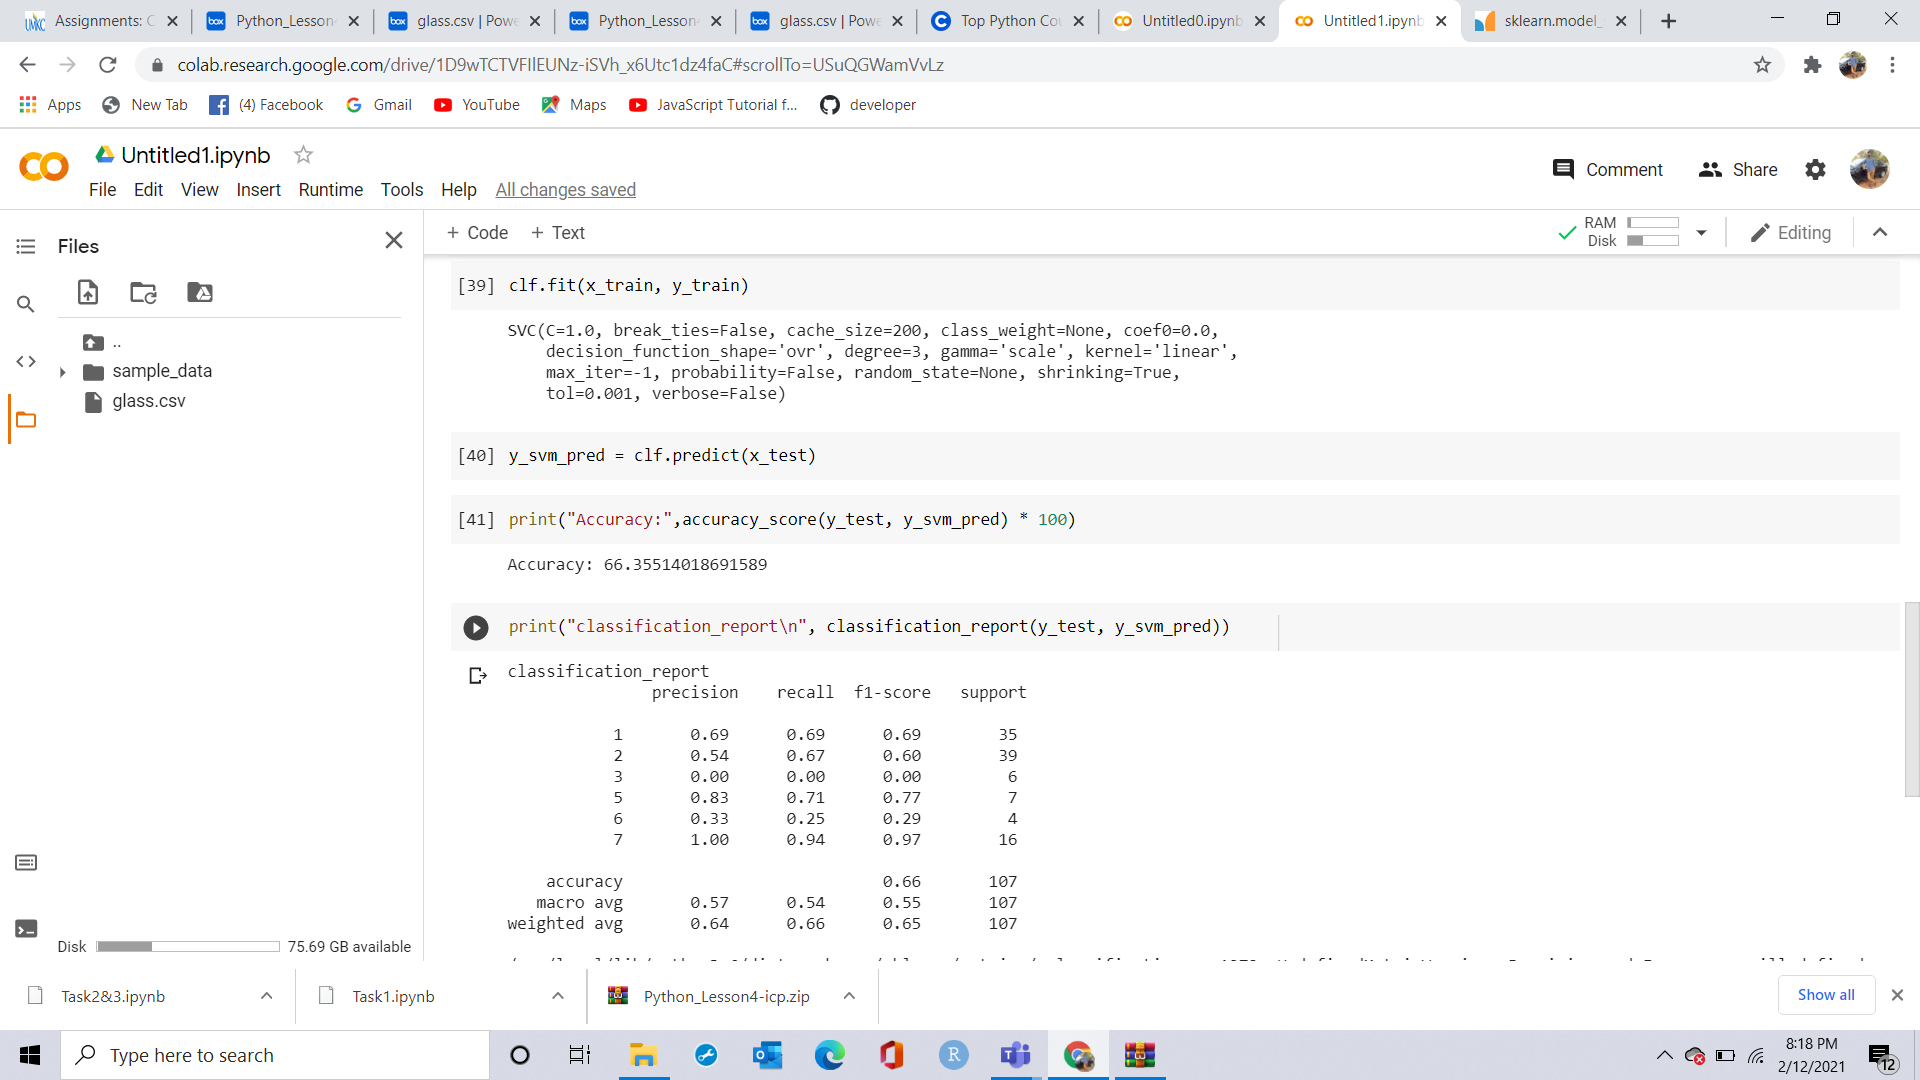 Assignments: C
Python_Lesson
glass.csv | Powe
Python_Lesson
glass.csv | Powe
Top Python Cou
Untitled0.ipynb
Untitled1.ipynb
sklearn.model_
colab.research.google.com/drive/1D9wTCTVFIlEUNz-iSVh_x6Utc1dz4faC#scrollTo=USuQGWamVvLz
Apps
New Tab
(4) Facebook
Gmail
YouTube
Maps
JavaScript Tutorial f...
developer
Untitled1.ipynb
File Edit View Insert Runtime Tools Help All changes saved
Comment
Share
Files
+ Code + Text
RAM
Disk
Editing
..
sample_data
glass.csv
Disk 75.69 GB available
[39] clf.fit(x_train, y_train)
SVC(C=1.0, break_ties=False, cache_size=200, class_weight=None, coef0=0.0,
decision_function_shape='ovr', degree=3, gamma='scale', kernel='linear',
max_iter=-1, probability=False, random_state=None, shrinking=True,
tol=0.001, verbose=False)
[40] y_svm_pred = clf.predict(x_test)
[41] print("Accuracy:",accuracy_score(y_test, y_svm_pred) * 100)
Accuracy: 66.35514018691589
print("classification_report\n", classification_report(y_test, y_svm_pred))
classification_report
precision recall f1-score support
1 0.69 0.69 0.69 35
2 0.54 0.67 0.60 39
3 0.00 0.00 0.00 6
5 0.83 0.71 0.77 7
6 0.33 0.25 0.29 4
7 1.00 0.94 0.97 16
accuracy 0.66 107
macro avg 0.57 0.54 0.55 107
weighted avg 0.64 0.66 0.65 107
Task2&3.ipynb
Task1.ipynb
Python_Lesson4-icp.zip
Show all
Type here to search
8:18 PM
2/12/2021
12